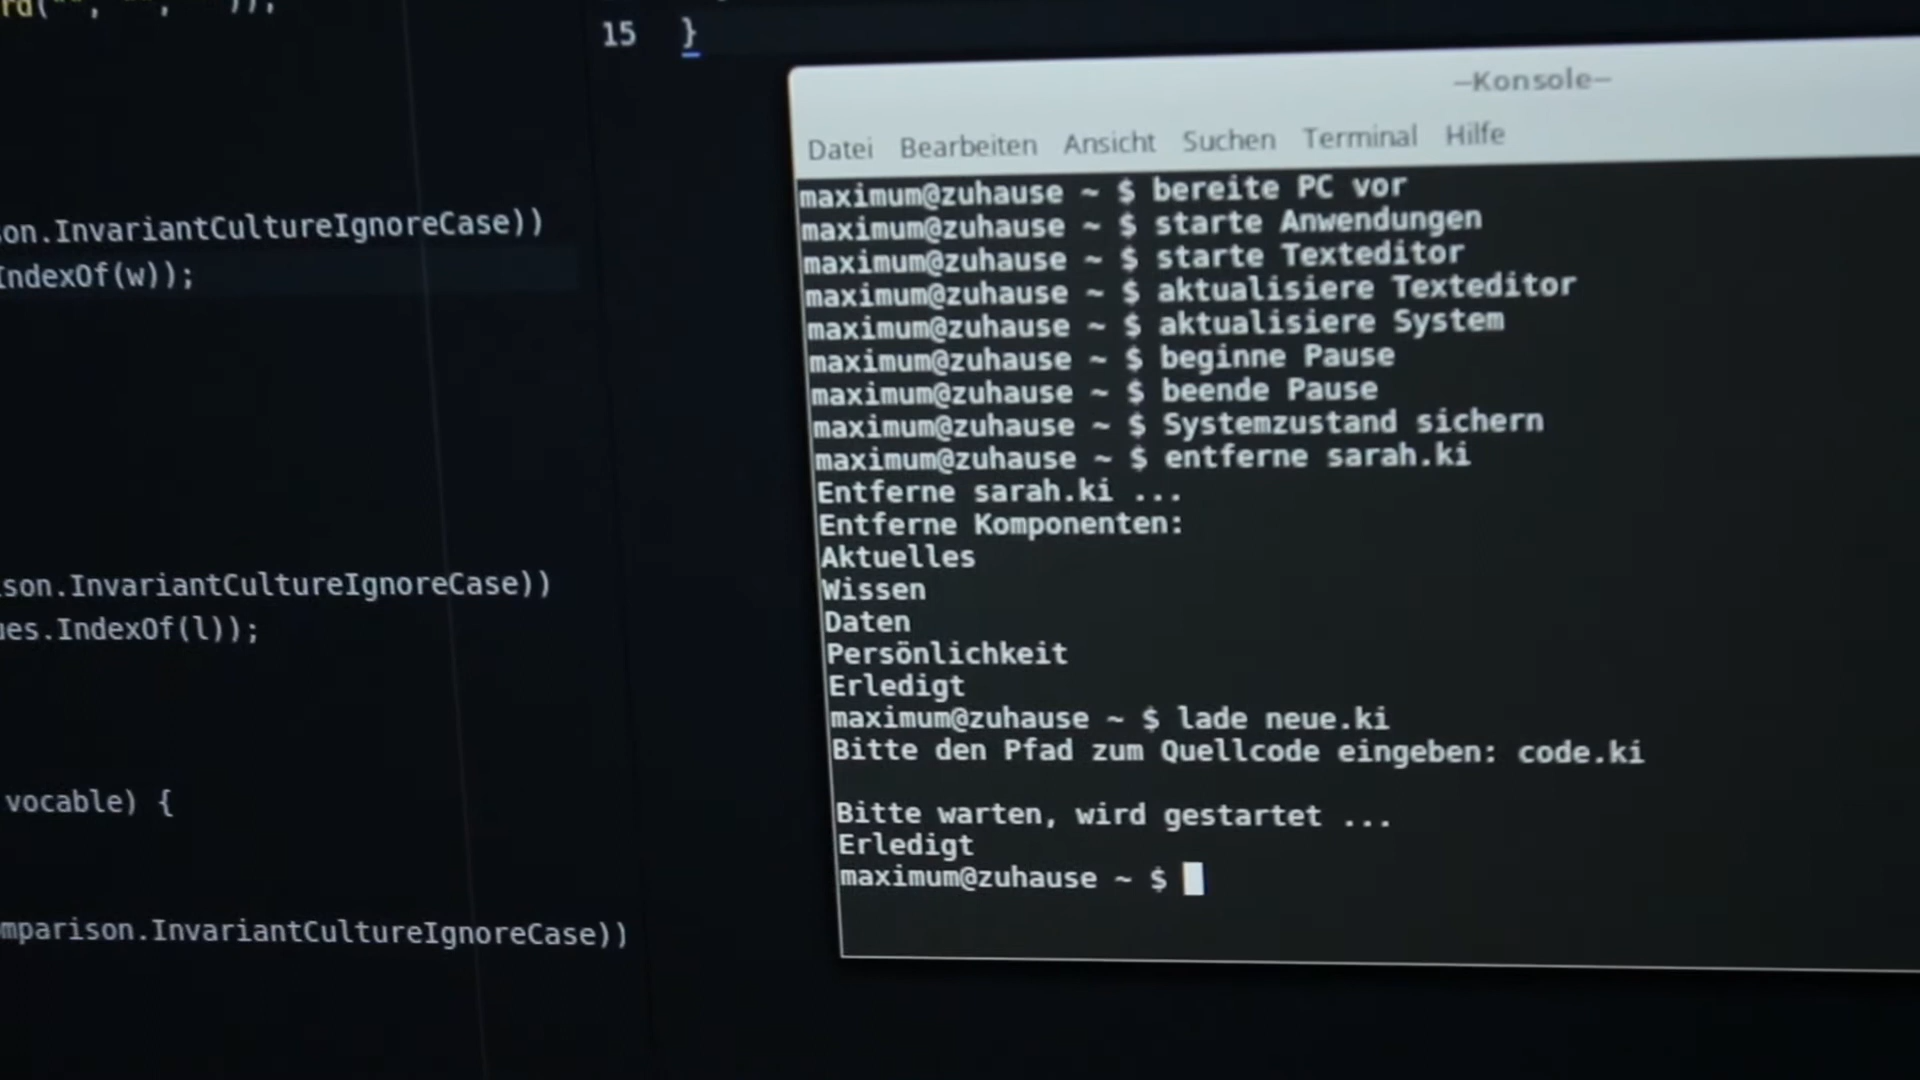 15 }
son.InvariantCultureIgnoreCase))
IndexOf(w));
son.InvariantCultureIgnoreCase))
ues.IndexOf(l));
vocable) {
mparison.InvariantCultureIgnoreCase))
—Konsole—
Datei Bearbeiten Ansicht Suchen Terminal Hilfe
maximum@zuhause ~ $ bereite PC vor
maximum@zuhause ~ $ starte Anwendungen
maximum@zuhause ~ $ starte Texteditor
maximum@zuhause ~ $ aktualisiere Texteditor
maximum@zuhause ~ $ aktualisiere System
maximum@zuhause ~ $ beginne Pause
maximum@zuhause ~ $ beende Pause
maximum@zuhause ~ $ Systemzustand sichern
maximum@zuhause ~ $ entferne sarah.ki
Entferne sarah.ki ...
Entferne Komponenten:
Aktuelles
Wissen
Daten
Persönlichkeit
Erledigt
maximum@zuhause ~ $ lade neue.ki
Bitte den Pfad zum Quellcode eingeben: code.ki
Bitte warten, wird gestartet ...
Erledigt
maximum@zuhause ~ $